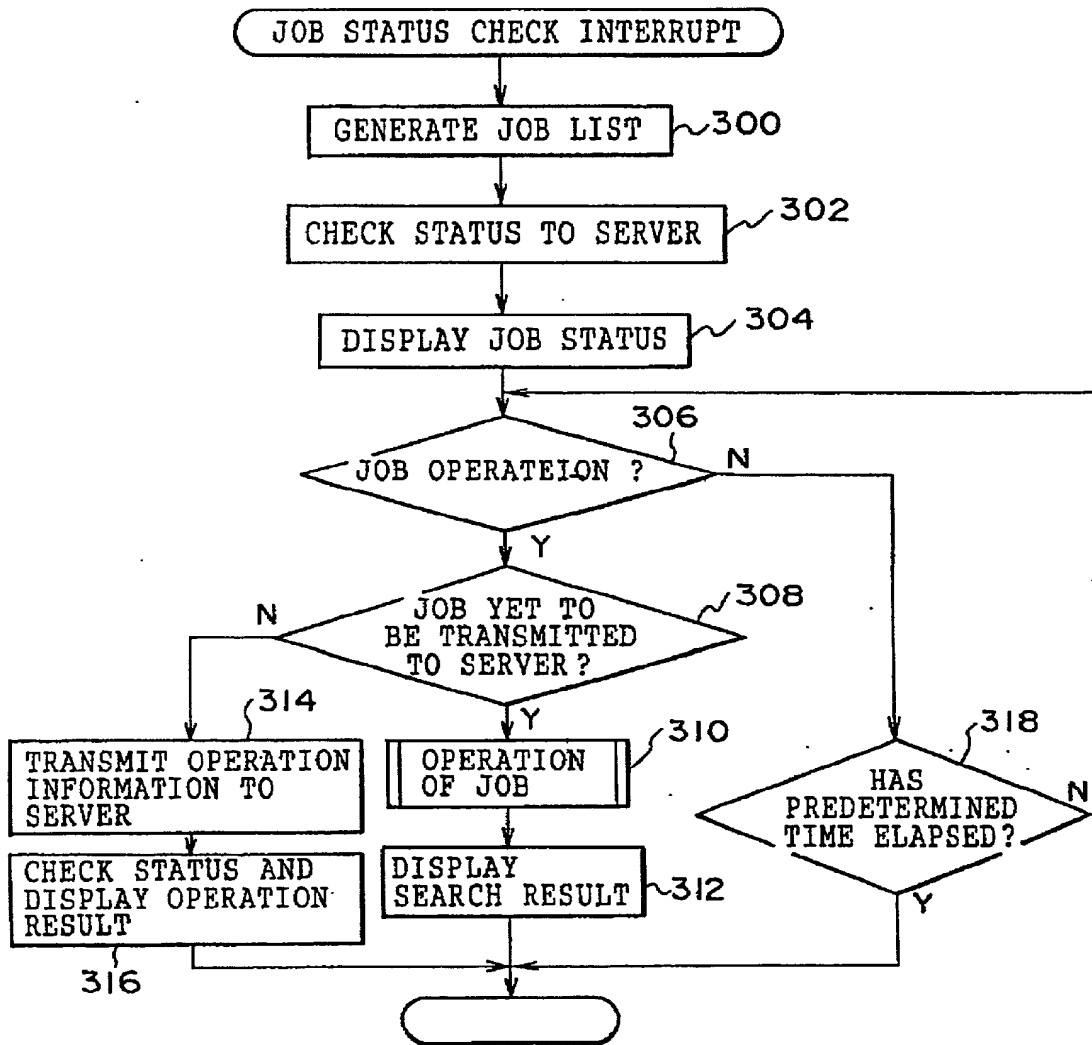 JOB STATUS CHECK INTERRUPT
GENERATE JOB LIST
300
CHECK STATUS TO SERVER
302
DISPLAY JOB STATUS
304
306
JOB OPERATEION ?
N
Y
JOB YET TO
BE TRANSMITTED
TO SERVER ?
308
N
Y
314
TRANSMIT OPERATION
INFORMATION TO
SERVER
OPERATION
OF JOB
310
318
HAS
PREDETERMINED
TIME ELAPSED?
N
Y
CHECK STATUS AND
DISPLAY OPERATION
RESULT
316
DISPLAY
SEARCH RESULT
312